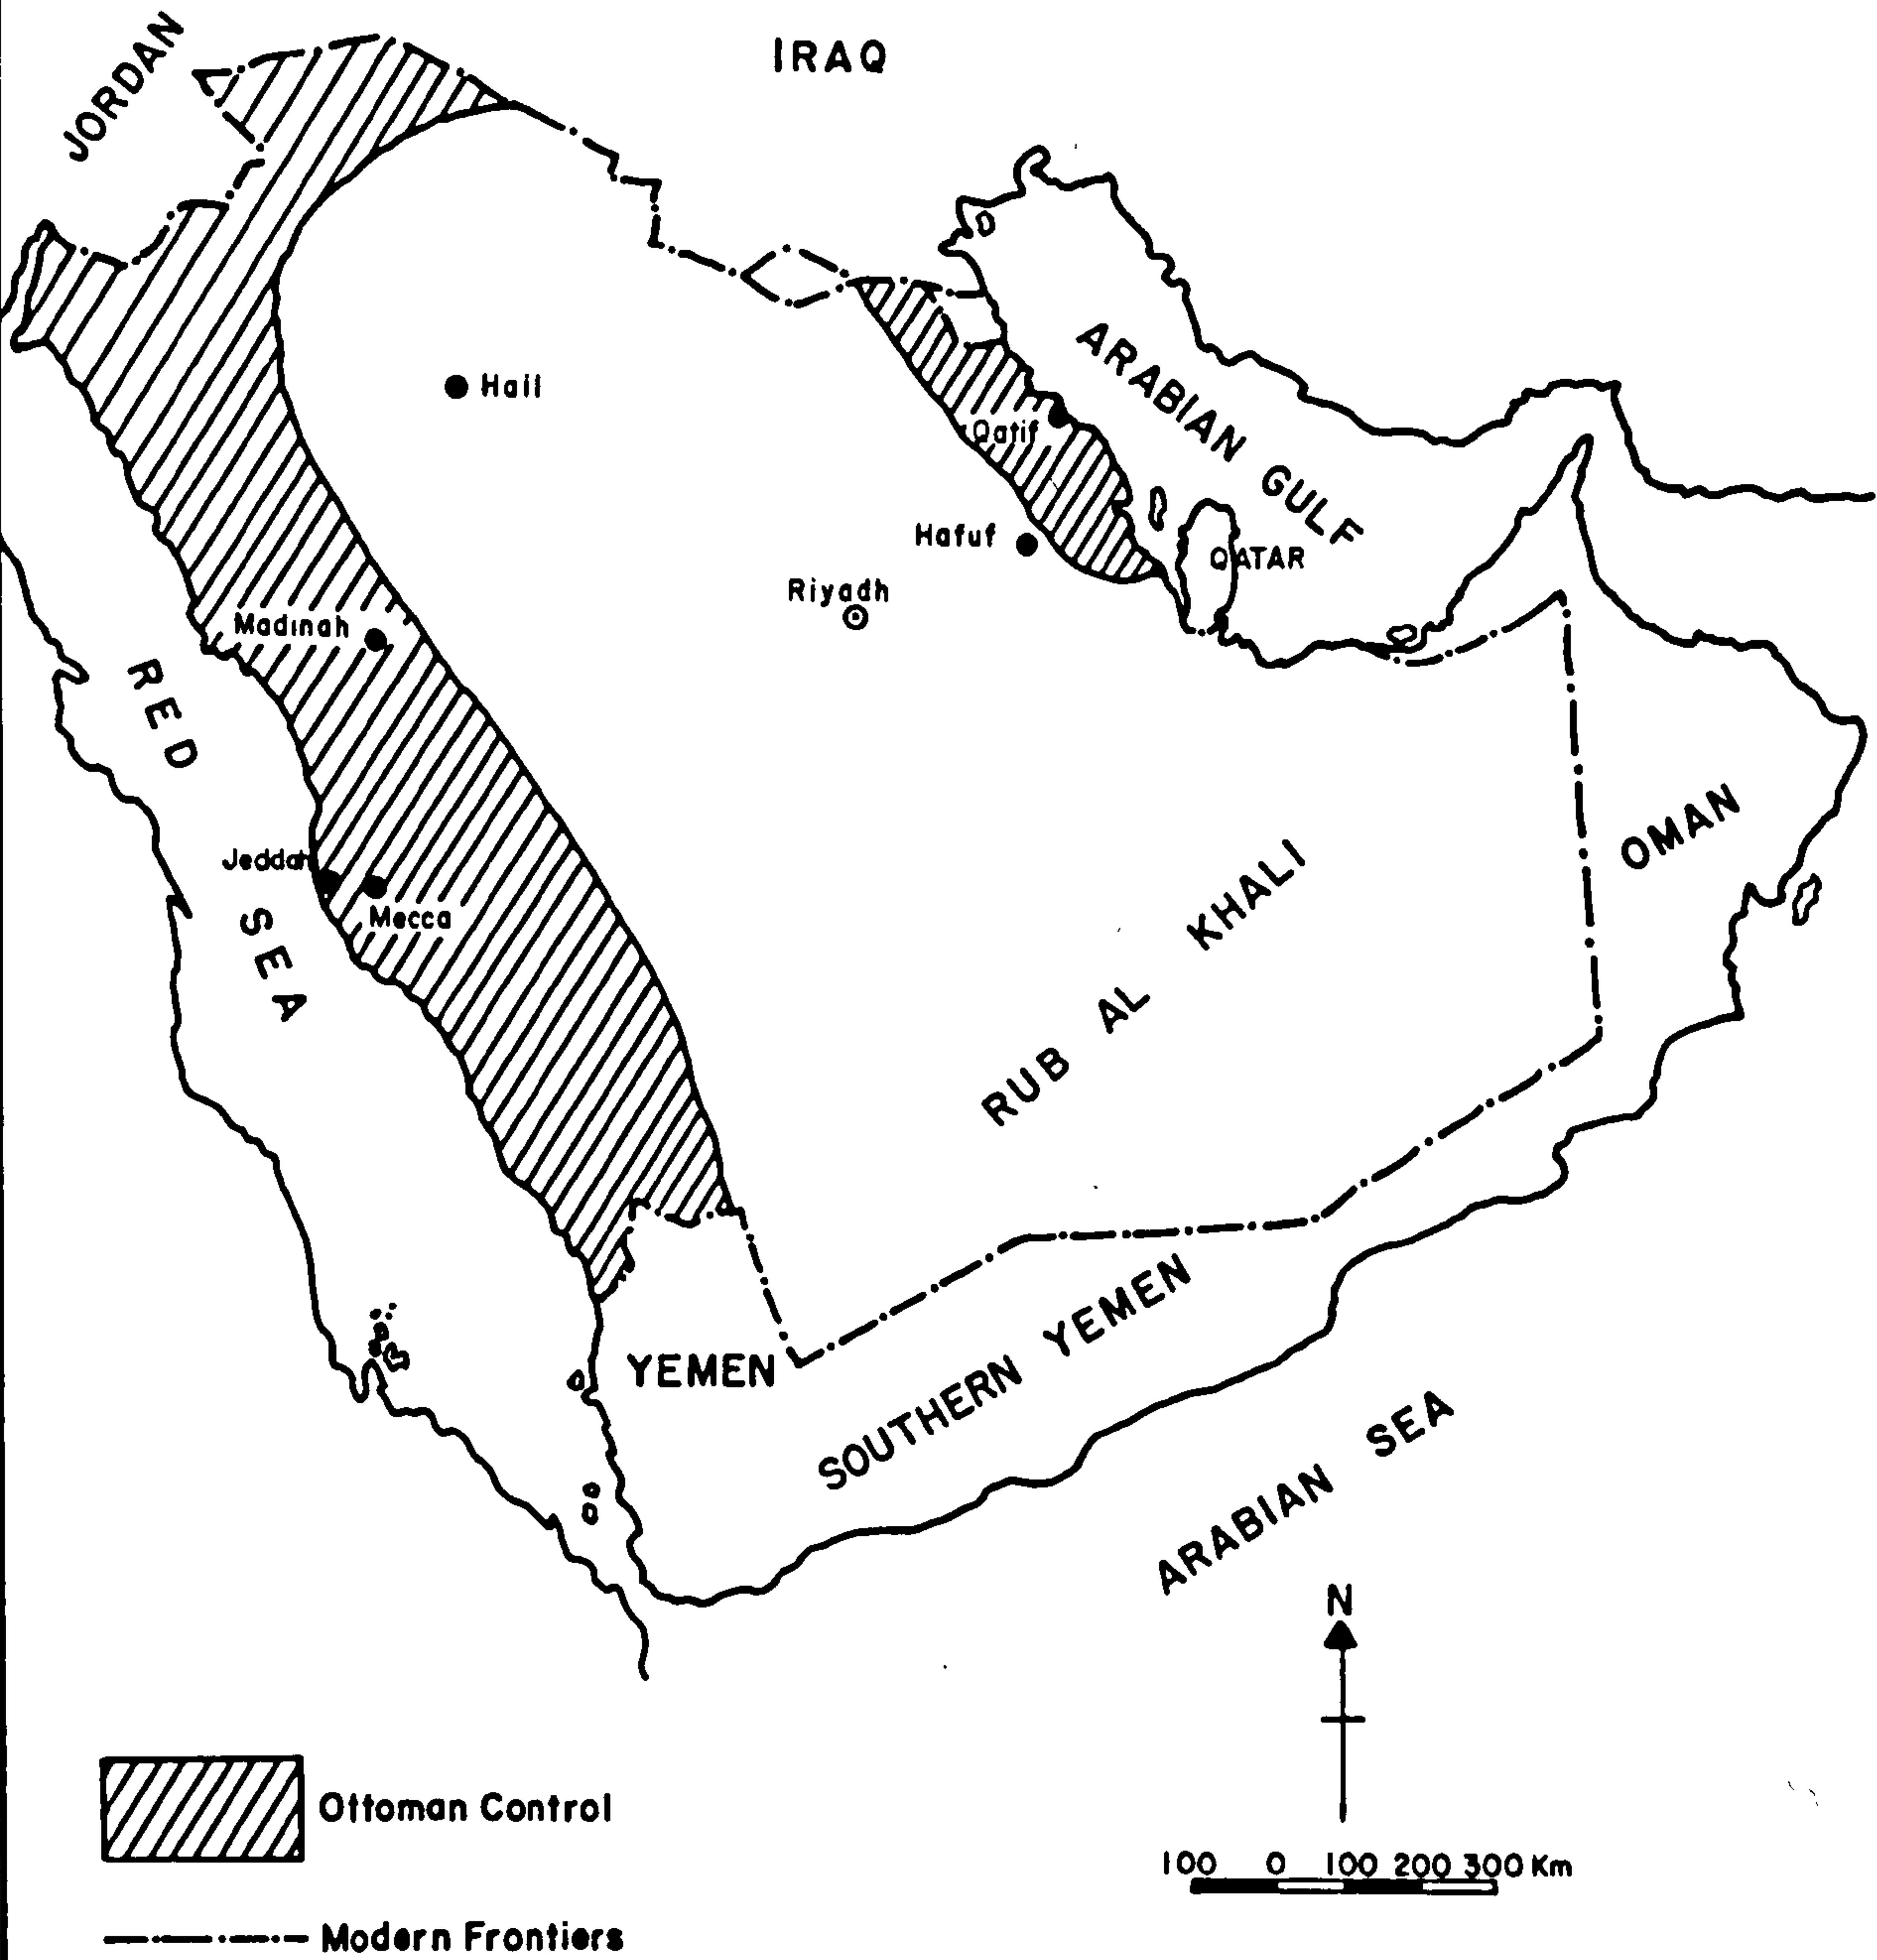 JORDAN
IRAQ
ARABIAN GULF
Hail
Qatif
Hafuf
QATAR
Riyadh
Madinah
RED SEA
Jeddah
Mecca
OMAN
RUB AL KHALI
YEMEN
SOUTHERN YEMEN
ARABIAN SEA
N
Ottoman Control
100 0 100 200 300 Km
Modern Frontiers